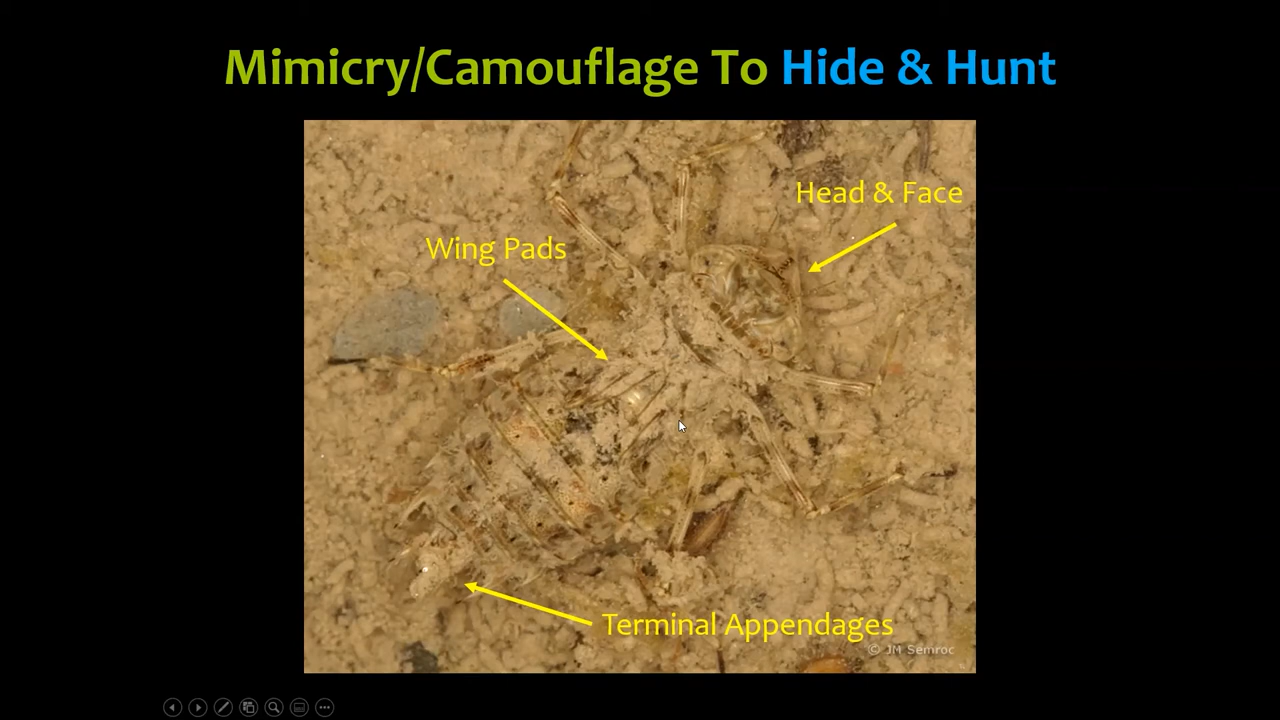 Mimicry/Camouflage To Hide & Hunt
Head & Face
Wing Pads
Terminal Appendages
© JM Semroc